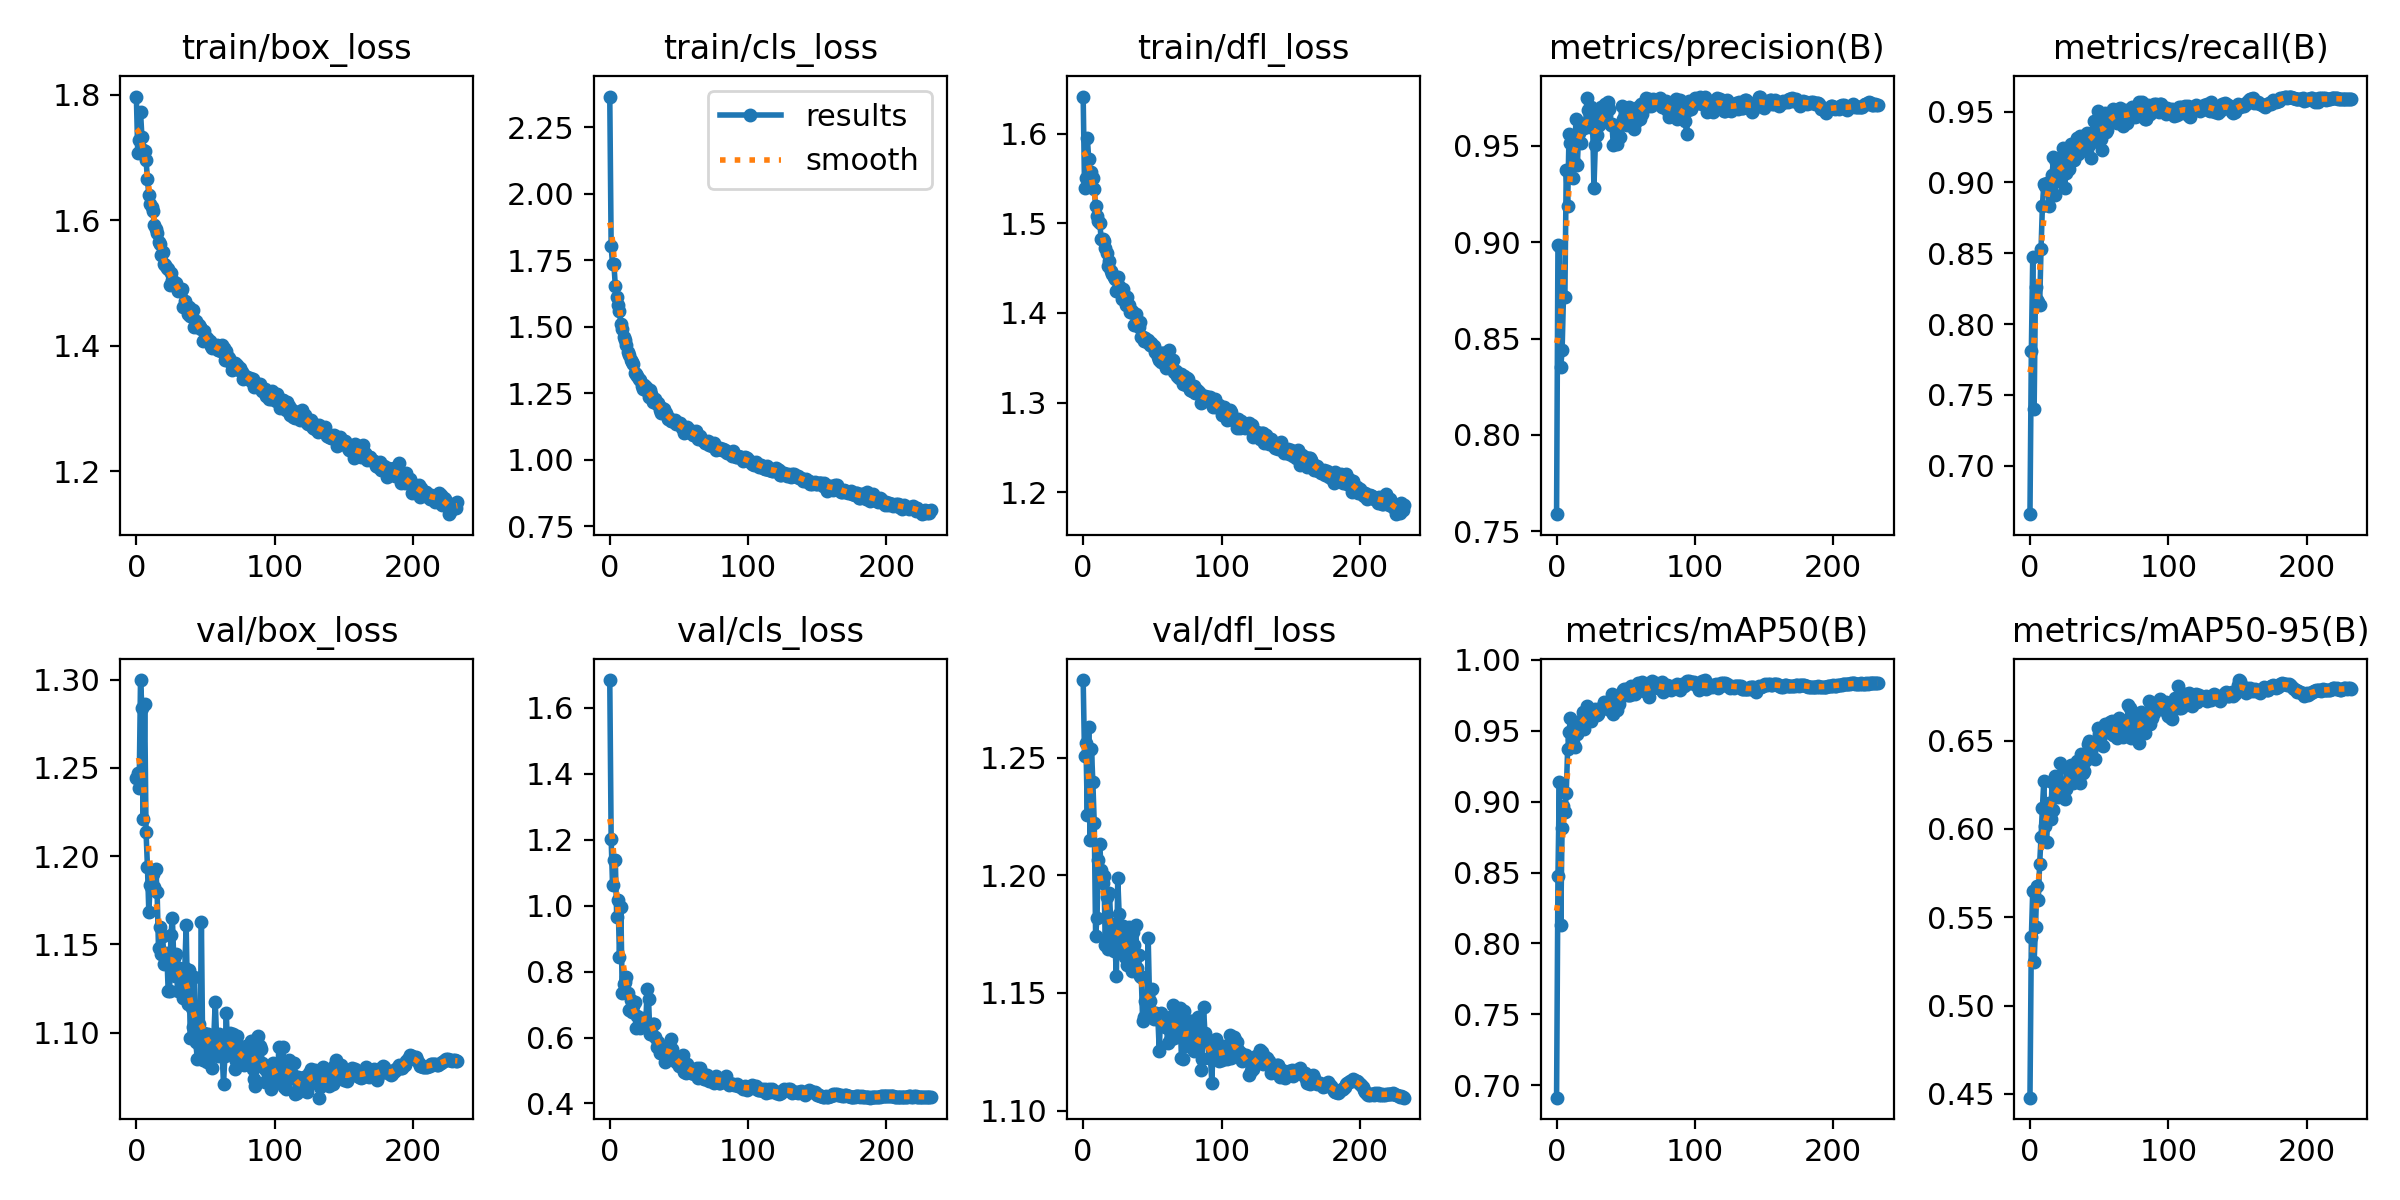 train/box_loss
1.8
1.6
1.4
1.2
0 100 200
train/cls_loss
results
smooth
2.25
2.00
1.75
1.50
1.25
1.00
0.75
0 100 200
train/dfl_loss
1.6
1.5
1.4
1.3
1.2
0 100 200
metrics/precision(B)
0.95
0.90
0.85
0.80
0.75
0 100 200
metrics/recall(B)
0.95
0.90
0.85
0.80
0.75
0.70
0 100 200
val/box_loss
1.30
1.25
1.20
1.15
1.10
0 100 200
val/cls_loss
1.6
1.4
1.2
1.0
0.8
0.6
0.4
0 100 200
val/dfl_loss
1.25
1.20
1.15
1.10
0 100 200
metrics/mAP50(B)
1.00
0.95
0.90
0.85
0.80
0.75
0.70
0 100 200
metrics/mAP50-95(B)
0.65
0.60
0.55
0.50
0.45
0 100 200